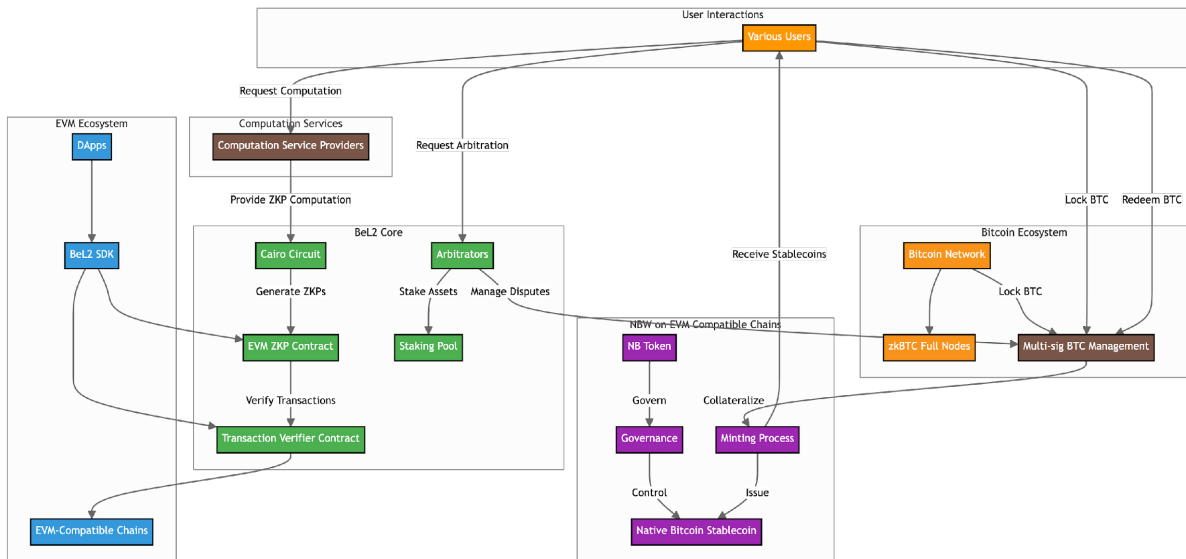 User Interactions
Various Users
Request Computation
EVM Ecosystem
Computation Services
DApps
Computation Service Providers
Request Arbitration
Provide ZKP Computation
Lock BTC
Redeem BTC
BeL2 Core
Bitcoin Ecosystem
BeL2 SDK
Cairo Circuit
Arbitrators
Receive Stablecoins
Bitcoin Network
Generate ZKPs
Stake Assets
Manage Disputes
Lock BTC
NBW on EVM Compatible Chains
EVM ZKP Contract
Staking Pool
NB Token
zkBTC Full Nodes
Multi-sig BTC Management
Verify Transactions
Govern
Collateralize
Transaction Verifier Contract
Governance
Minting Process
Control
Issue
EVM-Compatible Chains
Native Bitcoin Stablecoin